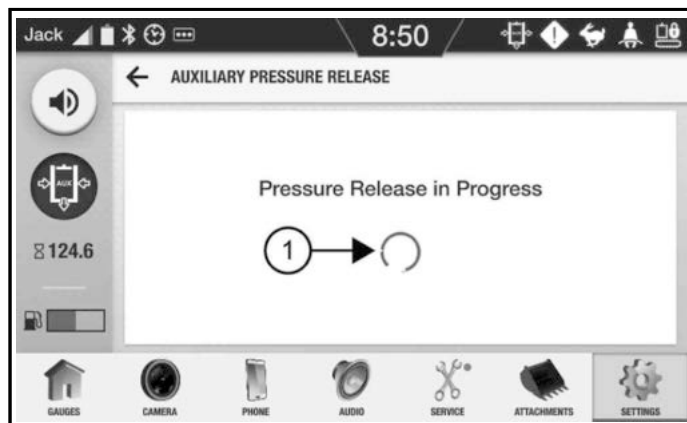 Jack 8:50
AUXILIARY PRESSURE RELEASE
AUX
Pressure Release in Progress
1
124.6
GAUGES CAMERA PHONE AUDIO SERVICE ATTACHMENTS SETTINGS